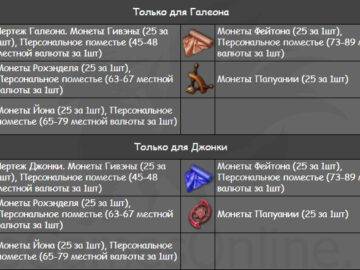 Только для Галеона
Чертеж Галеона. Монеты Гивэны (25 за
1шт), Персональное поместье (45-48
местной валюты за 1шт)
Монеты Фейтона (25 за 1шт),
Персональное поместье (73-89 местной
валюты за 1шт)
Монеты Рохэнделя (25 за 1шт),
Персональное поместье (63-67 местной
валюты за 1шт)
Монеты Папуании (25 за 1шт)
Монеты Йона (25 за 1шт), Персональное
поместье (65-79 местной валюты за 1шт)
Только для Джонки
Чертеж Джонки. Монеты Гивэны (25 за
1шт), Персональное поместье (45-48
местной валюты за 1шт)
Монеты Фейтона (25 за 1шт),
Персональное поместье (73-89 местной
валюты за 1шт)
Монеты Рохэнделя (25 за 1шт),
Персональное поместье (63-67 местной
валюты за 1шт)
Монеты Папуании (25 за 1шт)
Монеты Йона (25 за 1шт), Персональное
поместье (65-79 местной валюты за 1шт)